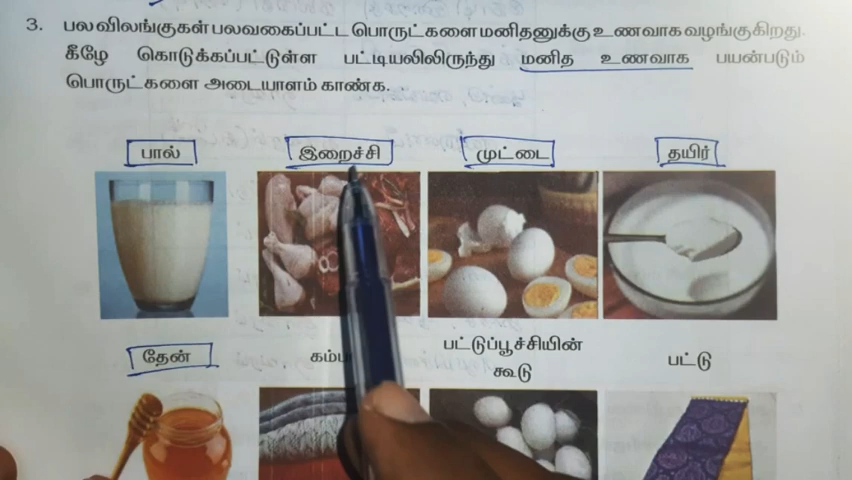 3. பல விலங்குகள் பலவகைப்பட்ட பொருட்களை மனிதனுக்கு உணவாக வழங்குகிறது.
கீழே கொடுக்கப்பட்டுள்ள பட்டியலிலிருந்து மனித உணவாக பயன்படும்
பொருட்களை அடையாளம் காண்க.
பால் இறைச்சி முட்டை தயிர்
தேன் பட்டுப்பூச்சியின் கூடு பட்டு